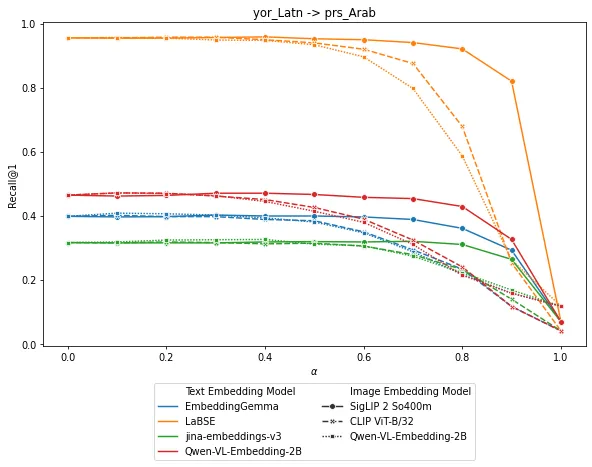 yor_Latn -> prs_Arab
Recall@1
1.0
0.8
0.6
0.4
0.2
0.0
0.0 0.2 0.4 0.6 0.8 1.0
α
Text Embedding Model
EmbeddingGemma
LaBSE
jina-embeddings-v3
Qwen-VL-Embedding-2B
Image Embedding Model
SigLIP 2 So400m
CLIP ViT-B/32
Qwen-VL-Embedding-2B